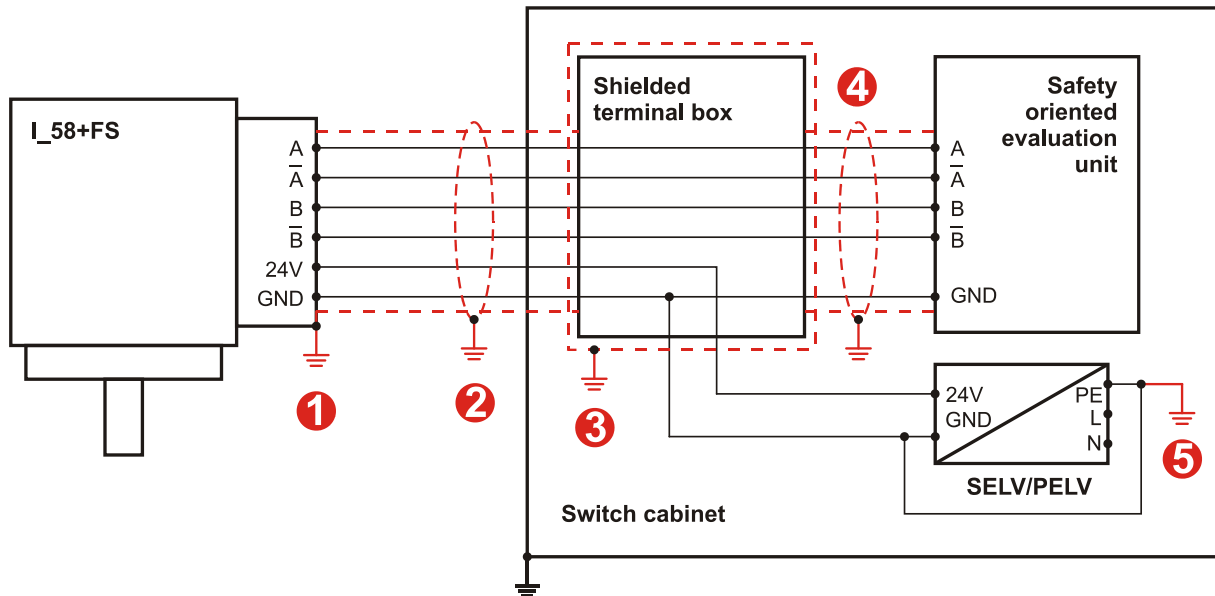 I_58+FS
A
A̅
B
B̅
24V
GND
Shielded
terminal box
4
Safety
oriented
evaluation
unit
A
A̅
B
B̅
GND
1
2
3
24V
GND
PE
L
N
5
SELV/PELV
Switch cabinet